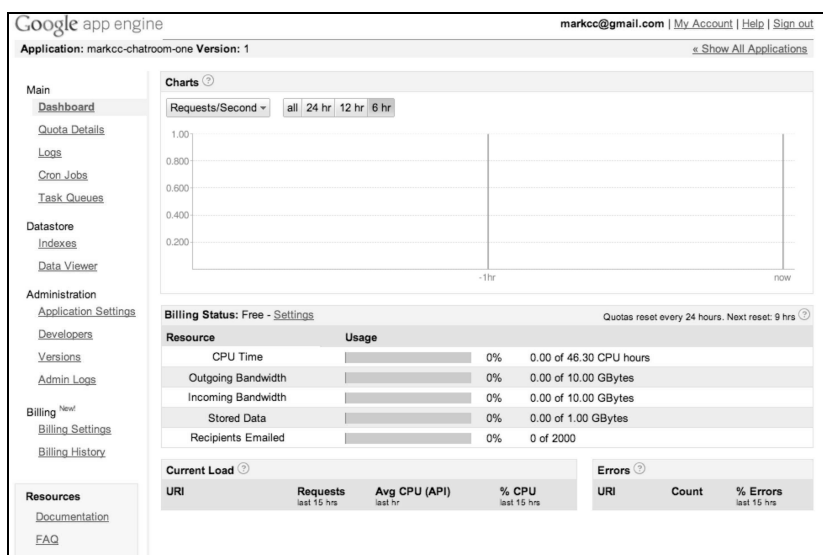 Google app engine
markcc@gmail.com | My Account | Help | Sign out
Application: markcc-chatroom-one Version: 1
« Show All Applications
Main
Dashboard
Quota Details
Logs
Cron Jobs
Task Queues
Datastore
Indexes
Data Viewer
Administration
Application Settings
Developers
Versions
Admin Logs
Billing New!
Billing Settings
Billing History
Resources
Documentation
FAQ
Charts ?
Requests/Second all 24 hr 12 hr 6 hr
1.00
0.800
0.600
0.400
0.200
-1hr now
Billing Status: Free - Settings Quotas reset every 24 hours. Next reset: 9 hrs ?
Resource Usage
CPU Time 0% 0.00 of 46.30 CPU hours
Outgoing Bandwidth 0% 0.00 of 10.00 GBytes
Incoming Bandwidth 0% 0.00 of 10.00 GBytes
Stored Data 0% 0.00 of 1.00 GBytes
Recipients Emailed 0% 0 of 2000
Current Load ?
URI Requests Avg CPU (API) % CPU
last 15 hrs last hr last 15 hrs
Errors ?
URI Count % Errors
last 15 hrs